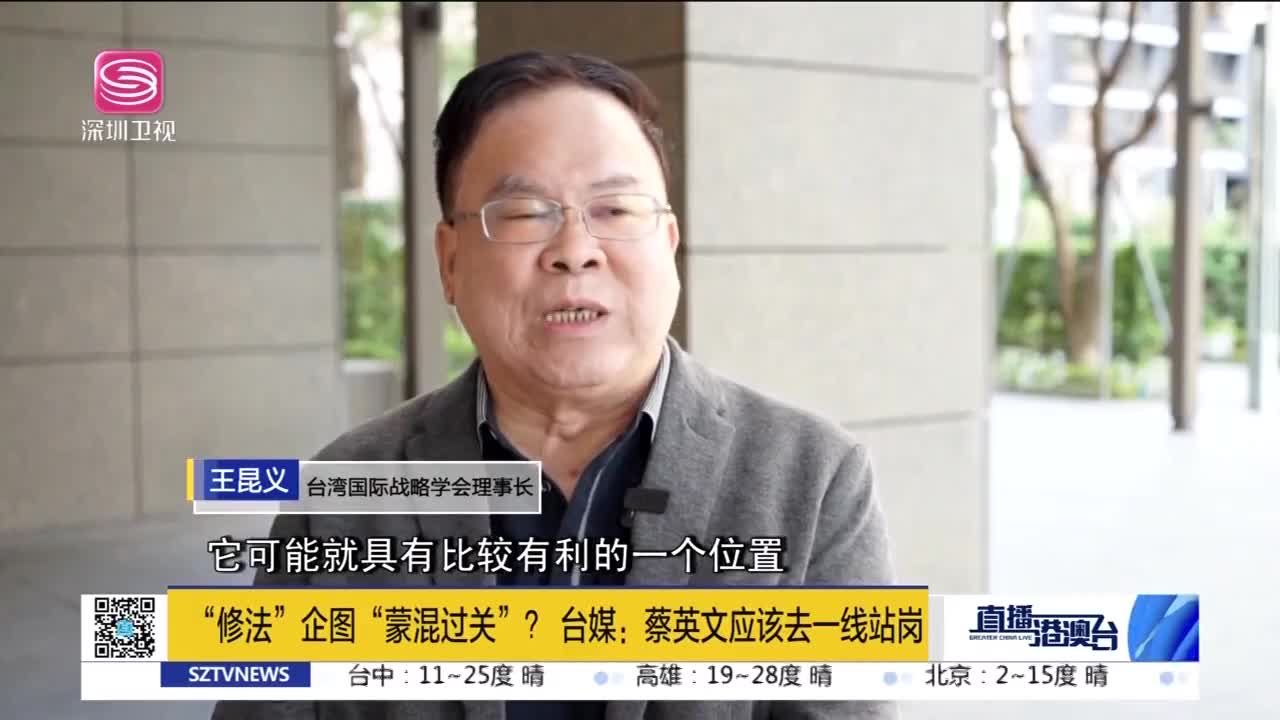 深圳卫视
王昆义
台湾国际战略学会理事长
它可能就具有比较有利的一个位置
“修法”企图“蒙混过关”？台媒：蔡英文应该去一线站岗
直播港澳台
GREATER CHINA LIVE
SZTVNEWS
台中：11~25度 晴
高雄：19~28度 晴
北京：2~15度 晴